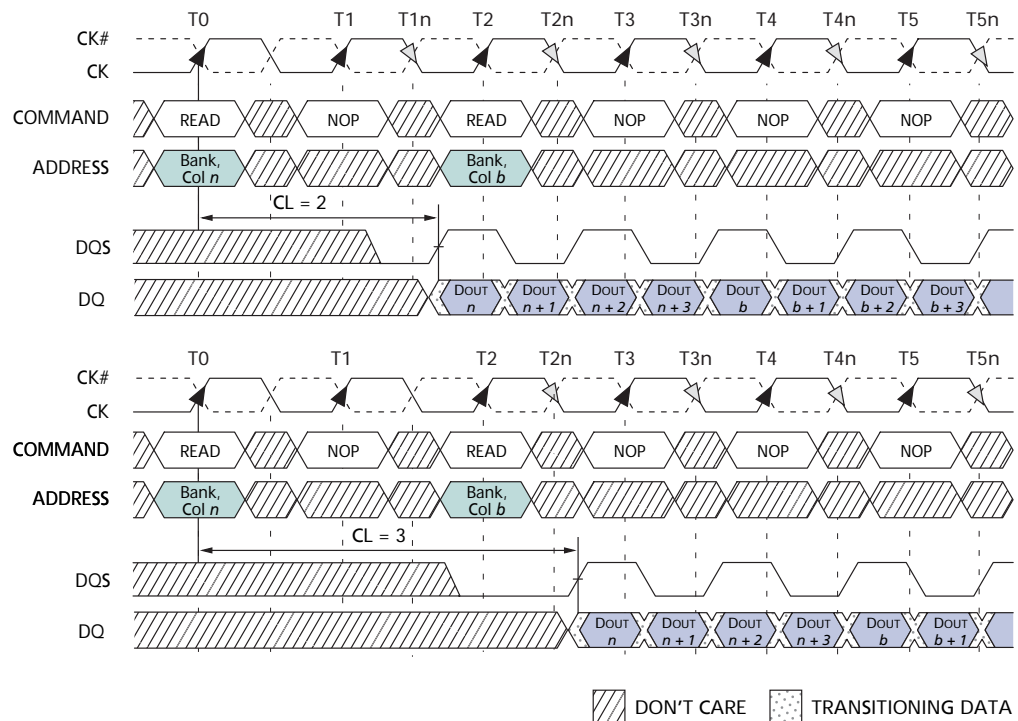 T0 T1 T1n T2 T2n T3 T3n T4 T4n T5 T5n
CK#
CK
COMMAND READ NOP READ NOP NOP NOP
ADDRESS Bank, Col n Bank, Col b
CL = 2
DQS
DQ DOUT n DOUT n + 1 DOUT n + 2 DOUT n + 3 DOUT b DOUT b + 1 DOUT b + 2 DOUT b + 3
T0 T1 T2 T2n T3 T3n T4 T4n T5 T5n
CK#
CK
COMMAND READ NOP READ NOP NOP NOP
ADDRESS Bank, Col n Bank, Col b
CL = 3
DQS
DQ DOUT n DOUT n + 1 DOUT n + 2 DOUT n + 3 DOUT b DOUT b + 1
DON'T CARE TRANSITIONING DATA